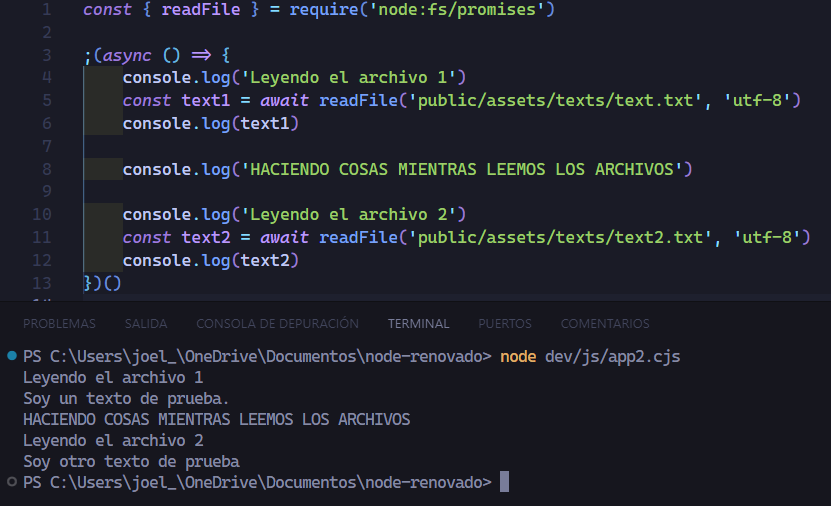 1 const { readFile } = require('node:fs/promises')
2
3 ;(async () => {
4 console.log('Leyendo el archivo 1')
5 const text1 = await readFile('public/assets/texts/text.txt', 'utf-8')
6 console.log(text1)
7
8 console.log('HACIENDO COSAS MIENTRAS LEEMOS LOS ARCHIVOS')
9
10 console.log('Leyendo el archivo 2')
11 const text2 = await readFile('public/assets/texts/text2.txt', 'utf-8')
12 console.log(text2)
13 })()
PROBLEMAS SALIDA CONSOLA DE DEPURACIÓN TERMINAL PUERTOS COMENTARIOS
PS C:\Users\joel_\OneDrive\Documentos\node-renovado> node dev/js/app2.cjs
Leyendo el archivo 1
Soy un texto de prueba.
HACIENDO COSAS MIENTRAS LEEMOS LOS ARCHIVOS
Leyendo el archivo 2
Soy otro texto de prueba
PS C:\Users\joel_\OneDrive\Documentos\node-renovado>